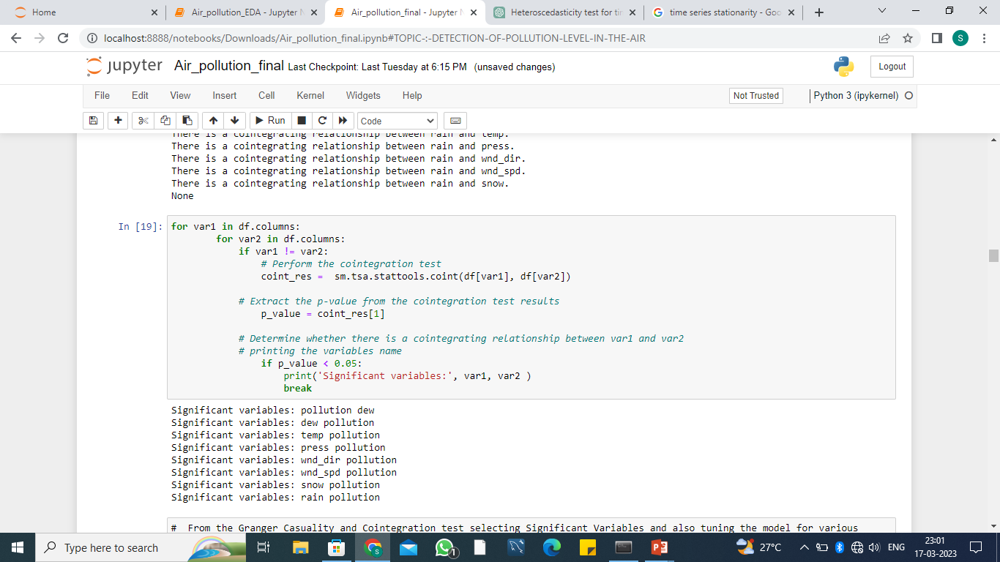 Home
Air_pollution_EDA - Jupyter N
Air_pollution_final - Jupyter N
Heteroscedasticity test for tim
time series stationarity - Goo
localhost:8888/notebooks/Downloads/Air_pollution_final.ipynb#TOPIC-:-DETECTION-OF-POLLUTION-LEVEL-IN-THE-AIR
S
jupyter Air_pollution_final Last Checkpoint: Last Tuesday at 6:15 PM (unsaved changes)
Logout
File Edit View Insert Cell Kernel Widgets Help
Not Trusted
Python 3 (ipykernel)
Run
Code
There is a cointegrating relationship between rain and temp.
There is a cointegrating relationship between rain and press.
There is a cointegrating relationship between rain and wnd_dir.
There is a cointegrating relationship between rain and wnd_spd.
There is a cointegrating relationship between rain and snow.
None
In [19]:
for var1 in df.columns:
        for var2 in df.columns:
            if var1 != var2:
                # Perform the cointegration test
                coint_res =  sm.tsa.stattools.coint(df[var1], df[var2])
            # Extract the p-value from the cointegration test results
                p_value = coint_res[1]
            # Determine whether there is a cointegrating relationship between var1 and var2
            # printing the variables name
                if p_value < 0.05:
                    print('Significant variables:', var1, var2 )
                    break
Significant variables: pollution dew
Significant variables: dew pollution
Significant variables: temp pollution
Significant variables: press pollution
Significant variables: wnd_dir pollution
Significant variables: wnd_spd pollution
Significant variables: snow pollution
Significant variables: rain pollution
#  From the Granger Casuality and Cointegration test selecting Significant Variables and also tuning the model for various
Type here to search
1
27°C
ENG
23:01
17-03-2023